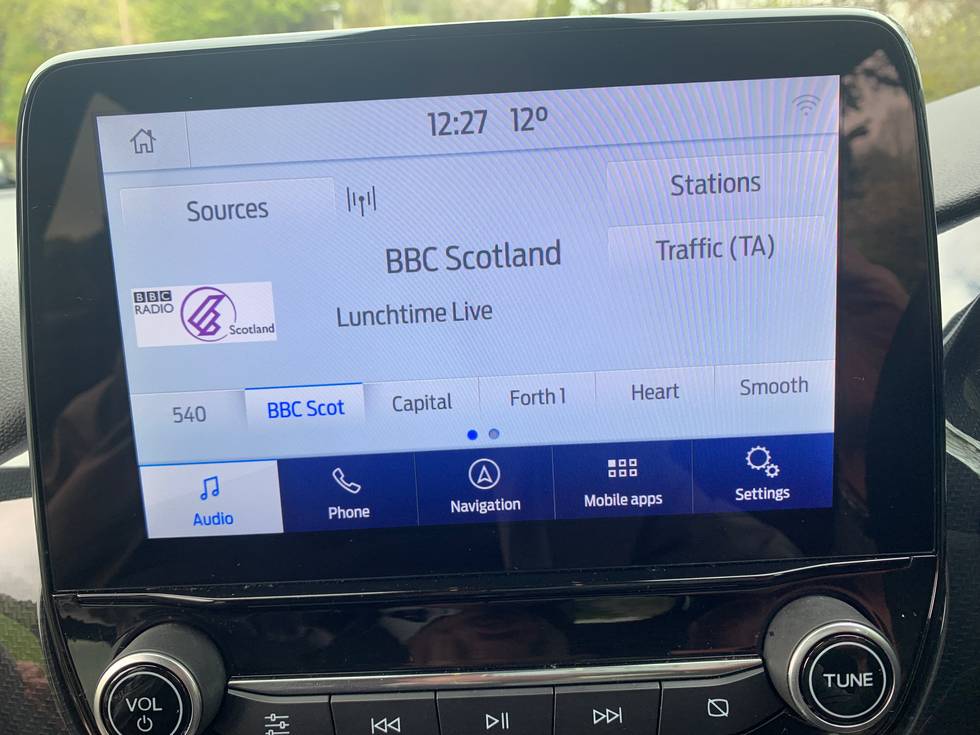 12:27 12°
Sources
Stations
BBC Scotland
Traffic (TA)
BBC
RADIO
Scotland
Lunchtime Live
540 BBC Scot Capital Forth 1 Heart Smooth
Audio Phone Navigation Mobile apps Settings
VOL
TUNE